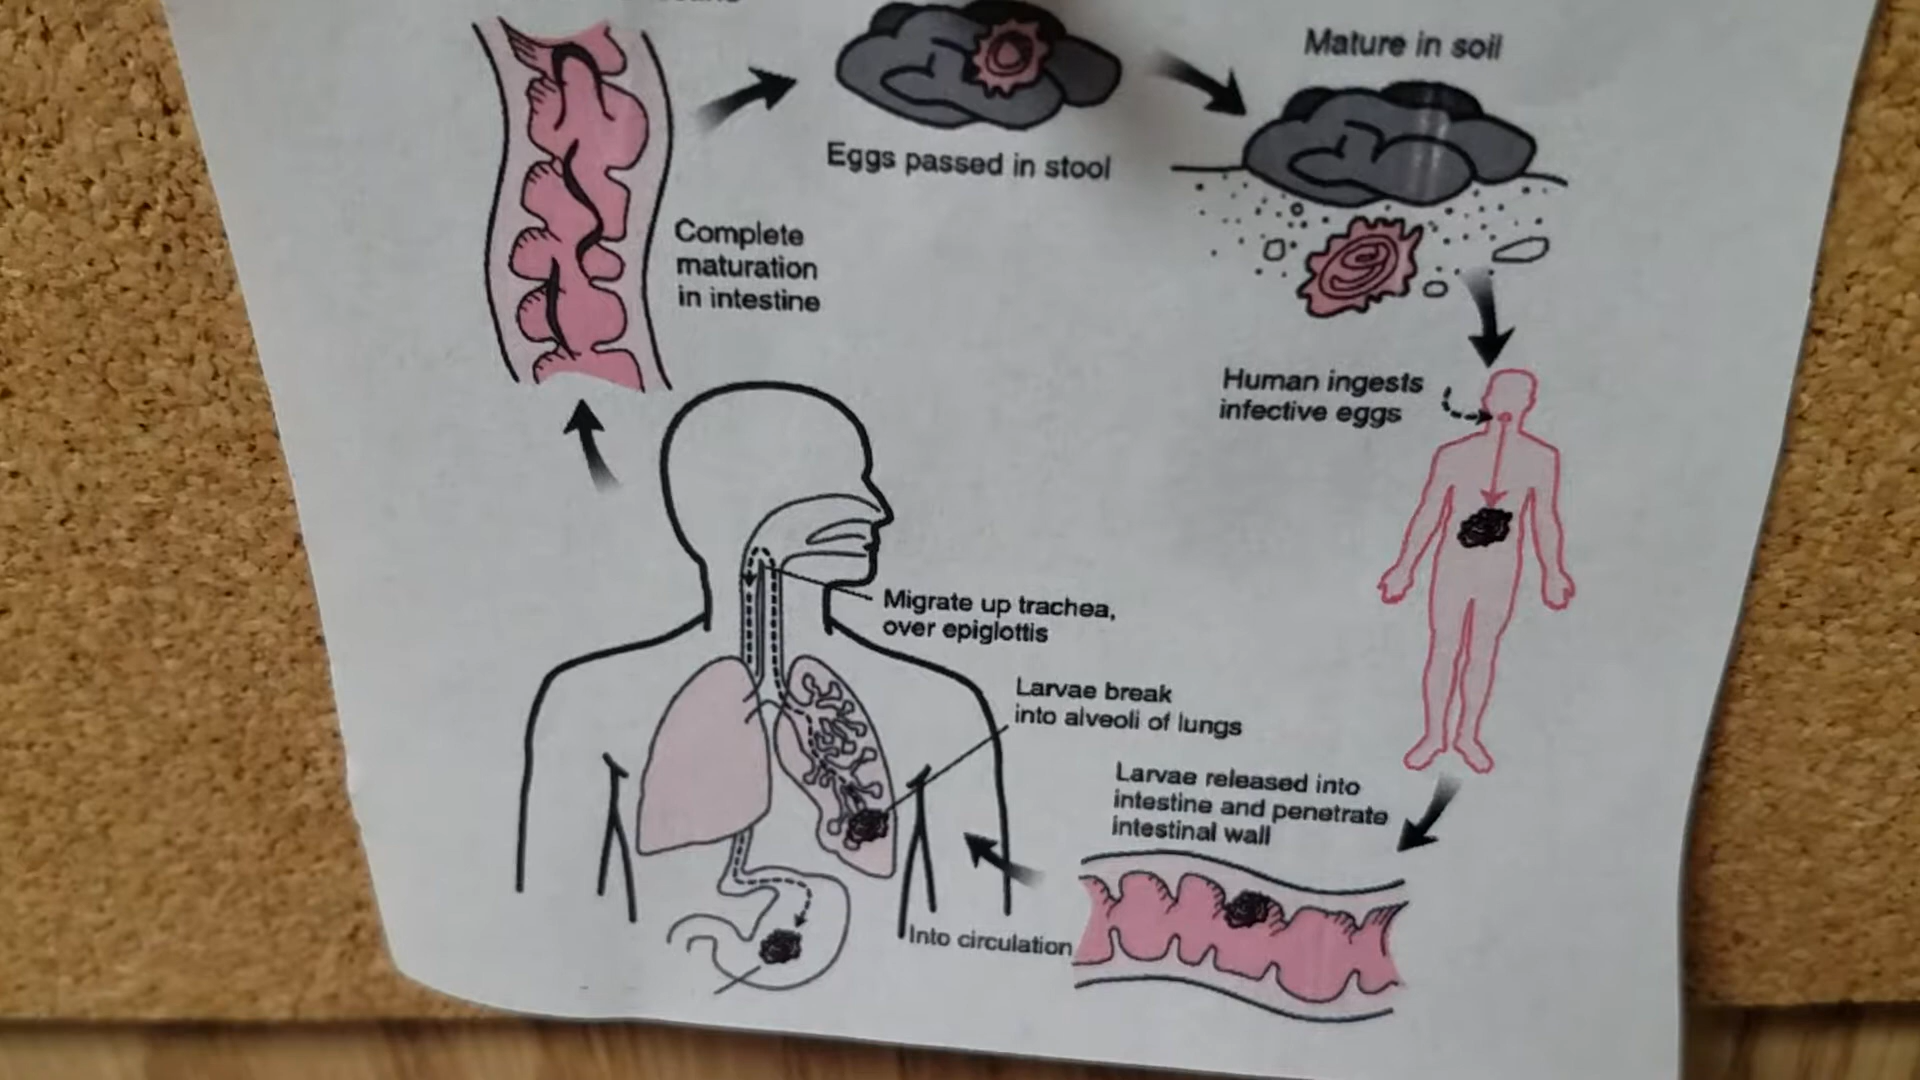 Mature in soil
Eggs passed in stool
Complete
maturation
in intestine
Human ingests
infective eggs
Migrate up trachea,
over epiglottis
Larvae break
into alveoli of lungs
Larvae released into
intestine and penetrate
intestinal wall
Into circulation